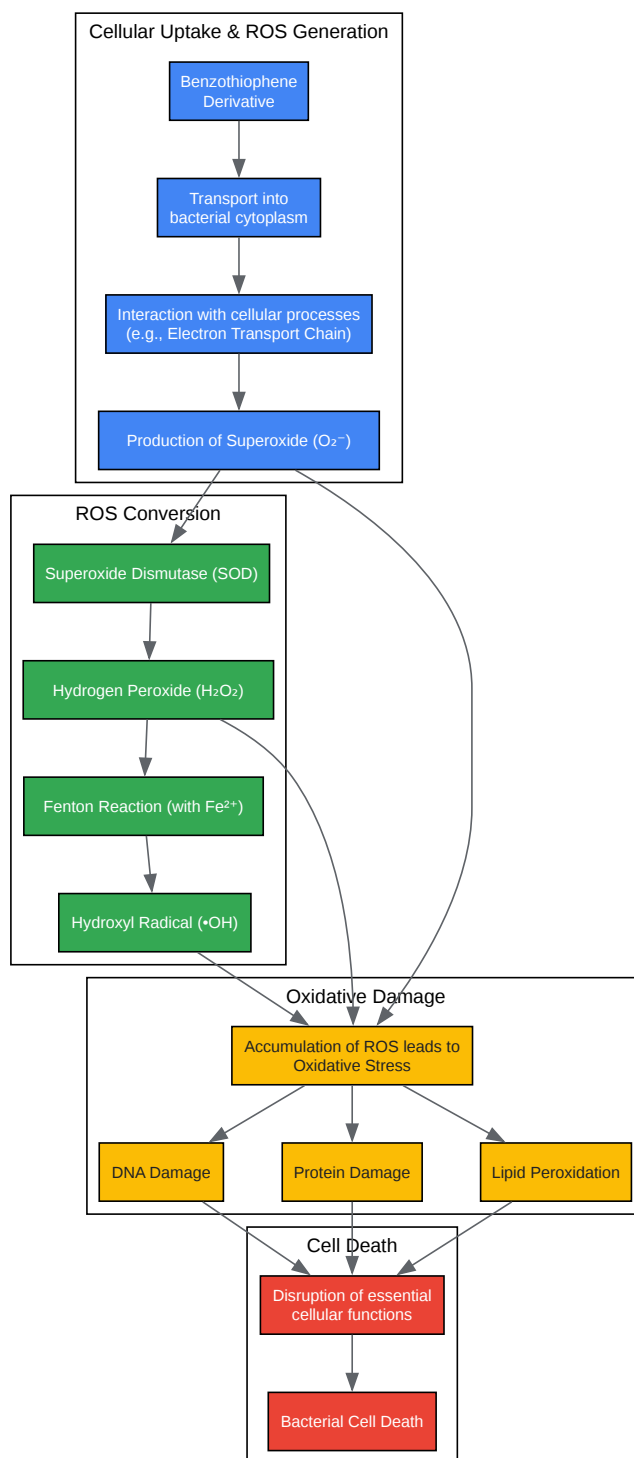 Cellular Uptake & ROS Generation
Benzothiophene
Derivative
Transport into
bacterial cytoplasm
Interaction with cellular processes
(e.g., Electron Transport Chain)
Production of Superoxide (O₂⁻)
ROS Conversion
Superoxide Dismutase (SOD)
Hydrogen Peroxide (H₂O₂)
Fenton Reaction (with Fe²⁺)
Hydroxyl Radical (•OH)
Oxidative Damage
Accumulation of ROS leads to
Oxidative Stress
DNA Damage
Protein Damage
Lipid Peroxidation
Cell Death
Disruption of essential
cellular functions
Bacterial Cell Death